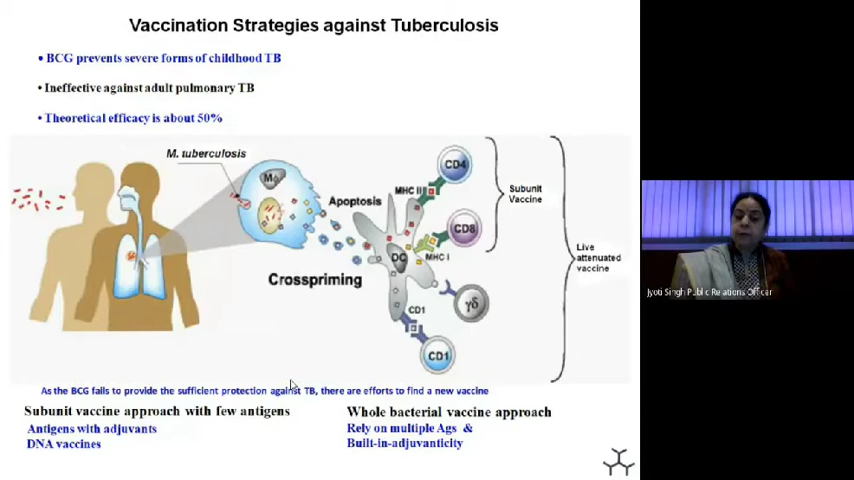 Vaccination Strategies against Tuberculosis
• BCG prevents severe forms of childhood TB
• Ineffective against adult pulmonary TB
• Theoretical efficacy is about 50%
M. tuberculosis
MΦ
Apoptosis
Crosspriming
MHC II
CD4
CD8
MHC I
DC
γδ
CD1
CD1
Subunit
Vaccine
Live
attenuated
vaccine
As the BCG fails to provide the sufficient protection against TB, there are efforts to find a new vaccine
Subunit vaccine approach with few antigens
Antigens with adjuvants
DNA vaccines
Whole bacterial vaccine approach
Rely on multiple Ags &
Built-in-adjuvanticity
Jyoti Singh Public Relations Officer